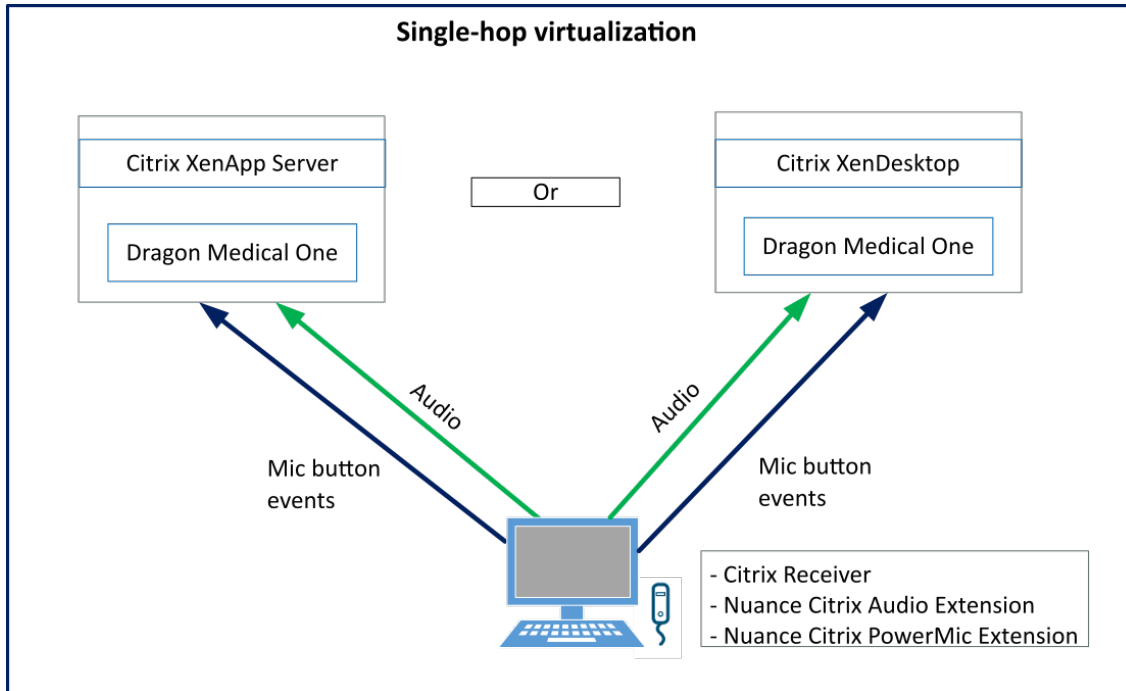 Single-hop virtualization
Citrix XenApp Server
Dragon Medical One
Or
Citrix XenDesktop
Dragon Medical One
Audio
Mic button
events
Audio
Mic button
events
- Citrix Receiver
- Nuance Citrix Audio Extension
- Nuance Citrix PowerMic Extension